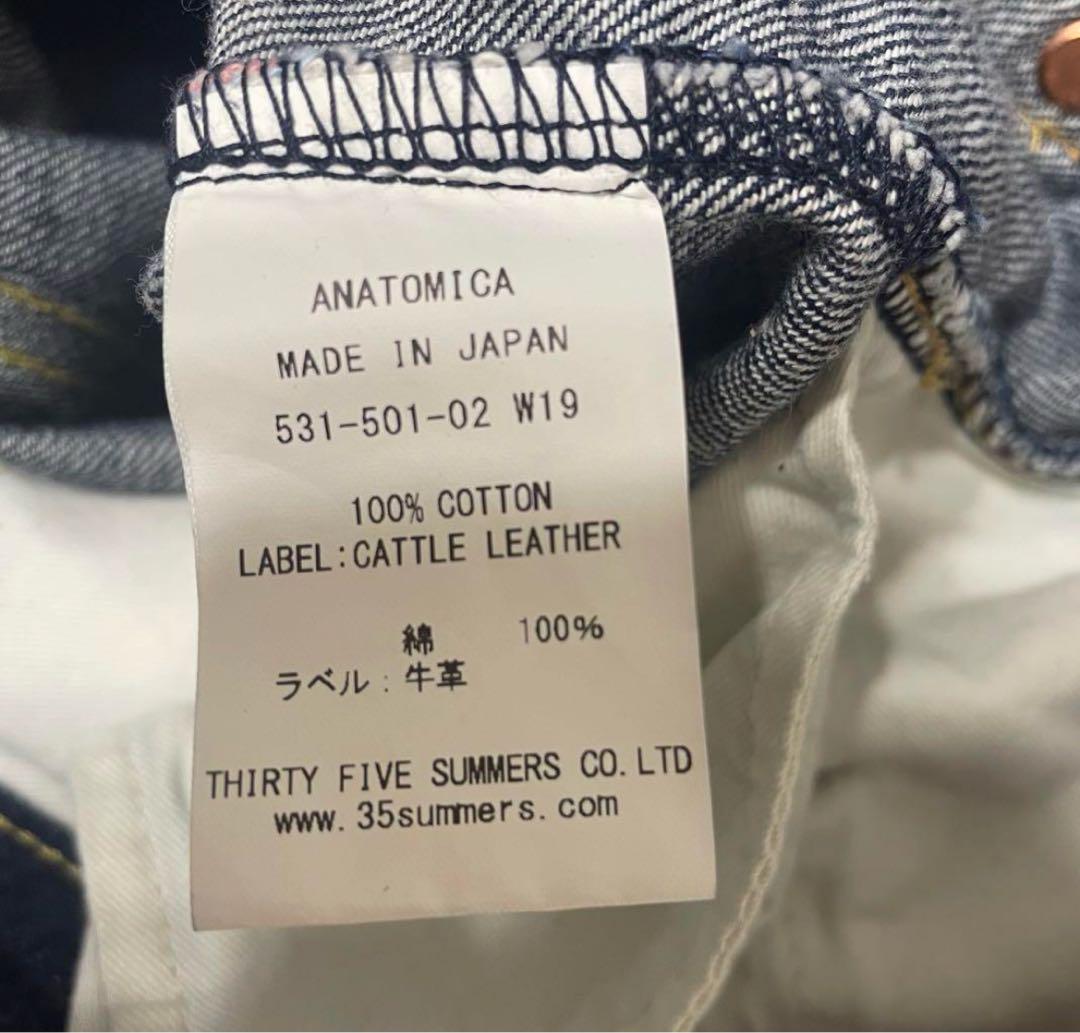 ANATOMICA
MADE IN JAPAN
531-501-02 W19
100% COTTON
LABEL:CATTLE LEATHER
綿 100%
ラベル:牛革
THIRTY FIVE SUMMERS CO.LTD
www.35summers.com